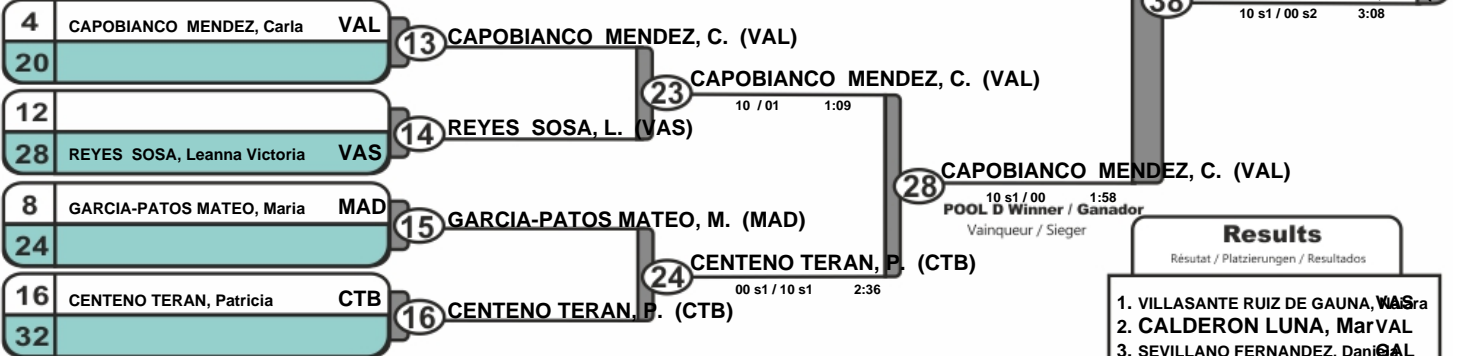 38
10 s1 / 00 s2 3:08
4 CAPOBIANCO MENDEZ, Carla VAL
20
13 CAPOBIANCO MENDEZ, C. (VAL)
23 CAPOBIANCO MENDEZ, C. (VAL)
10 / 01 1:09
12
28 REYES SOSA, Leanna Victoria VAS
14 REYES SOSA, L. (VAS)
28 CAPOBIANCO MENDEZ, C. (VAL)
10 s1 / 00 1:58
POOL D Winner / Ganador
Vainqueur / Sieger
8 GARCIA-PATOS MATEO, Maria MAD
24
15 GARCIA-PATOS MATEO, M. (MAD)
24 CENTENO TERAN, P. (CTB)
00 s1 / 10 s1 2:36
16 CENTENO TERAN, Patricia CTB
32
16 CENTENO TERAN, P. (CTB)
Results
Résutat / Platzierungen / Resultados
1. VILLASANTE RUIZ DE GAUNA, Naiara VAS
2. CALDERON LUNA, Mar VAL
3. SEVILLANO FERNANDEZ, Daniela GAL